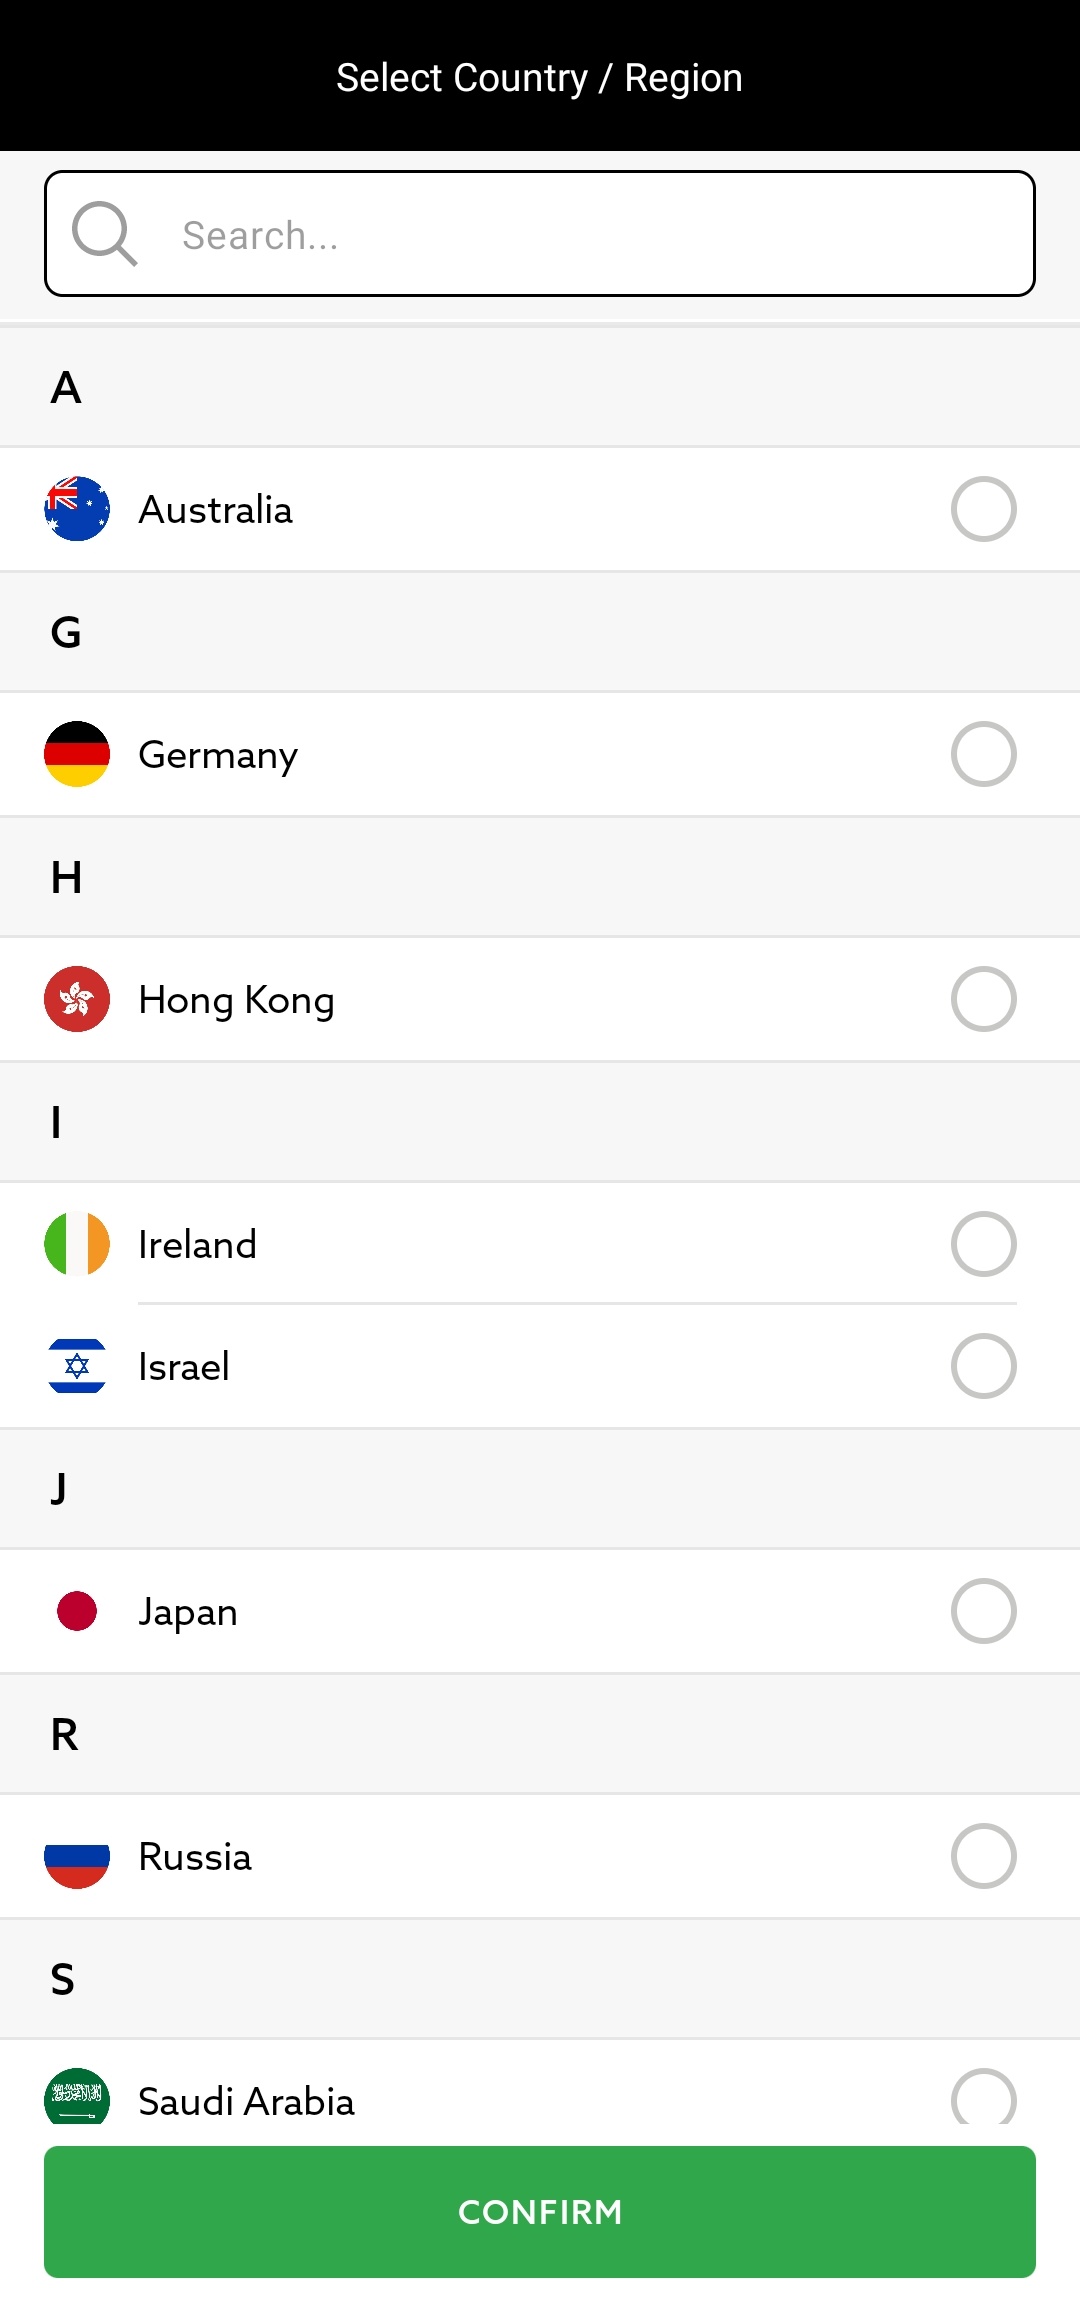 Select Country / Region
Search...
A
Australia
G
Germany
H
Hong Kong
I
Ireland
Israel
J
Japan
R
Russia
S
Saudi Arabia
CONFIRM